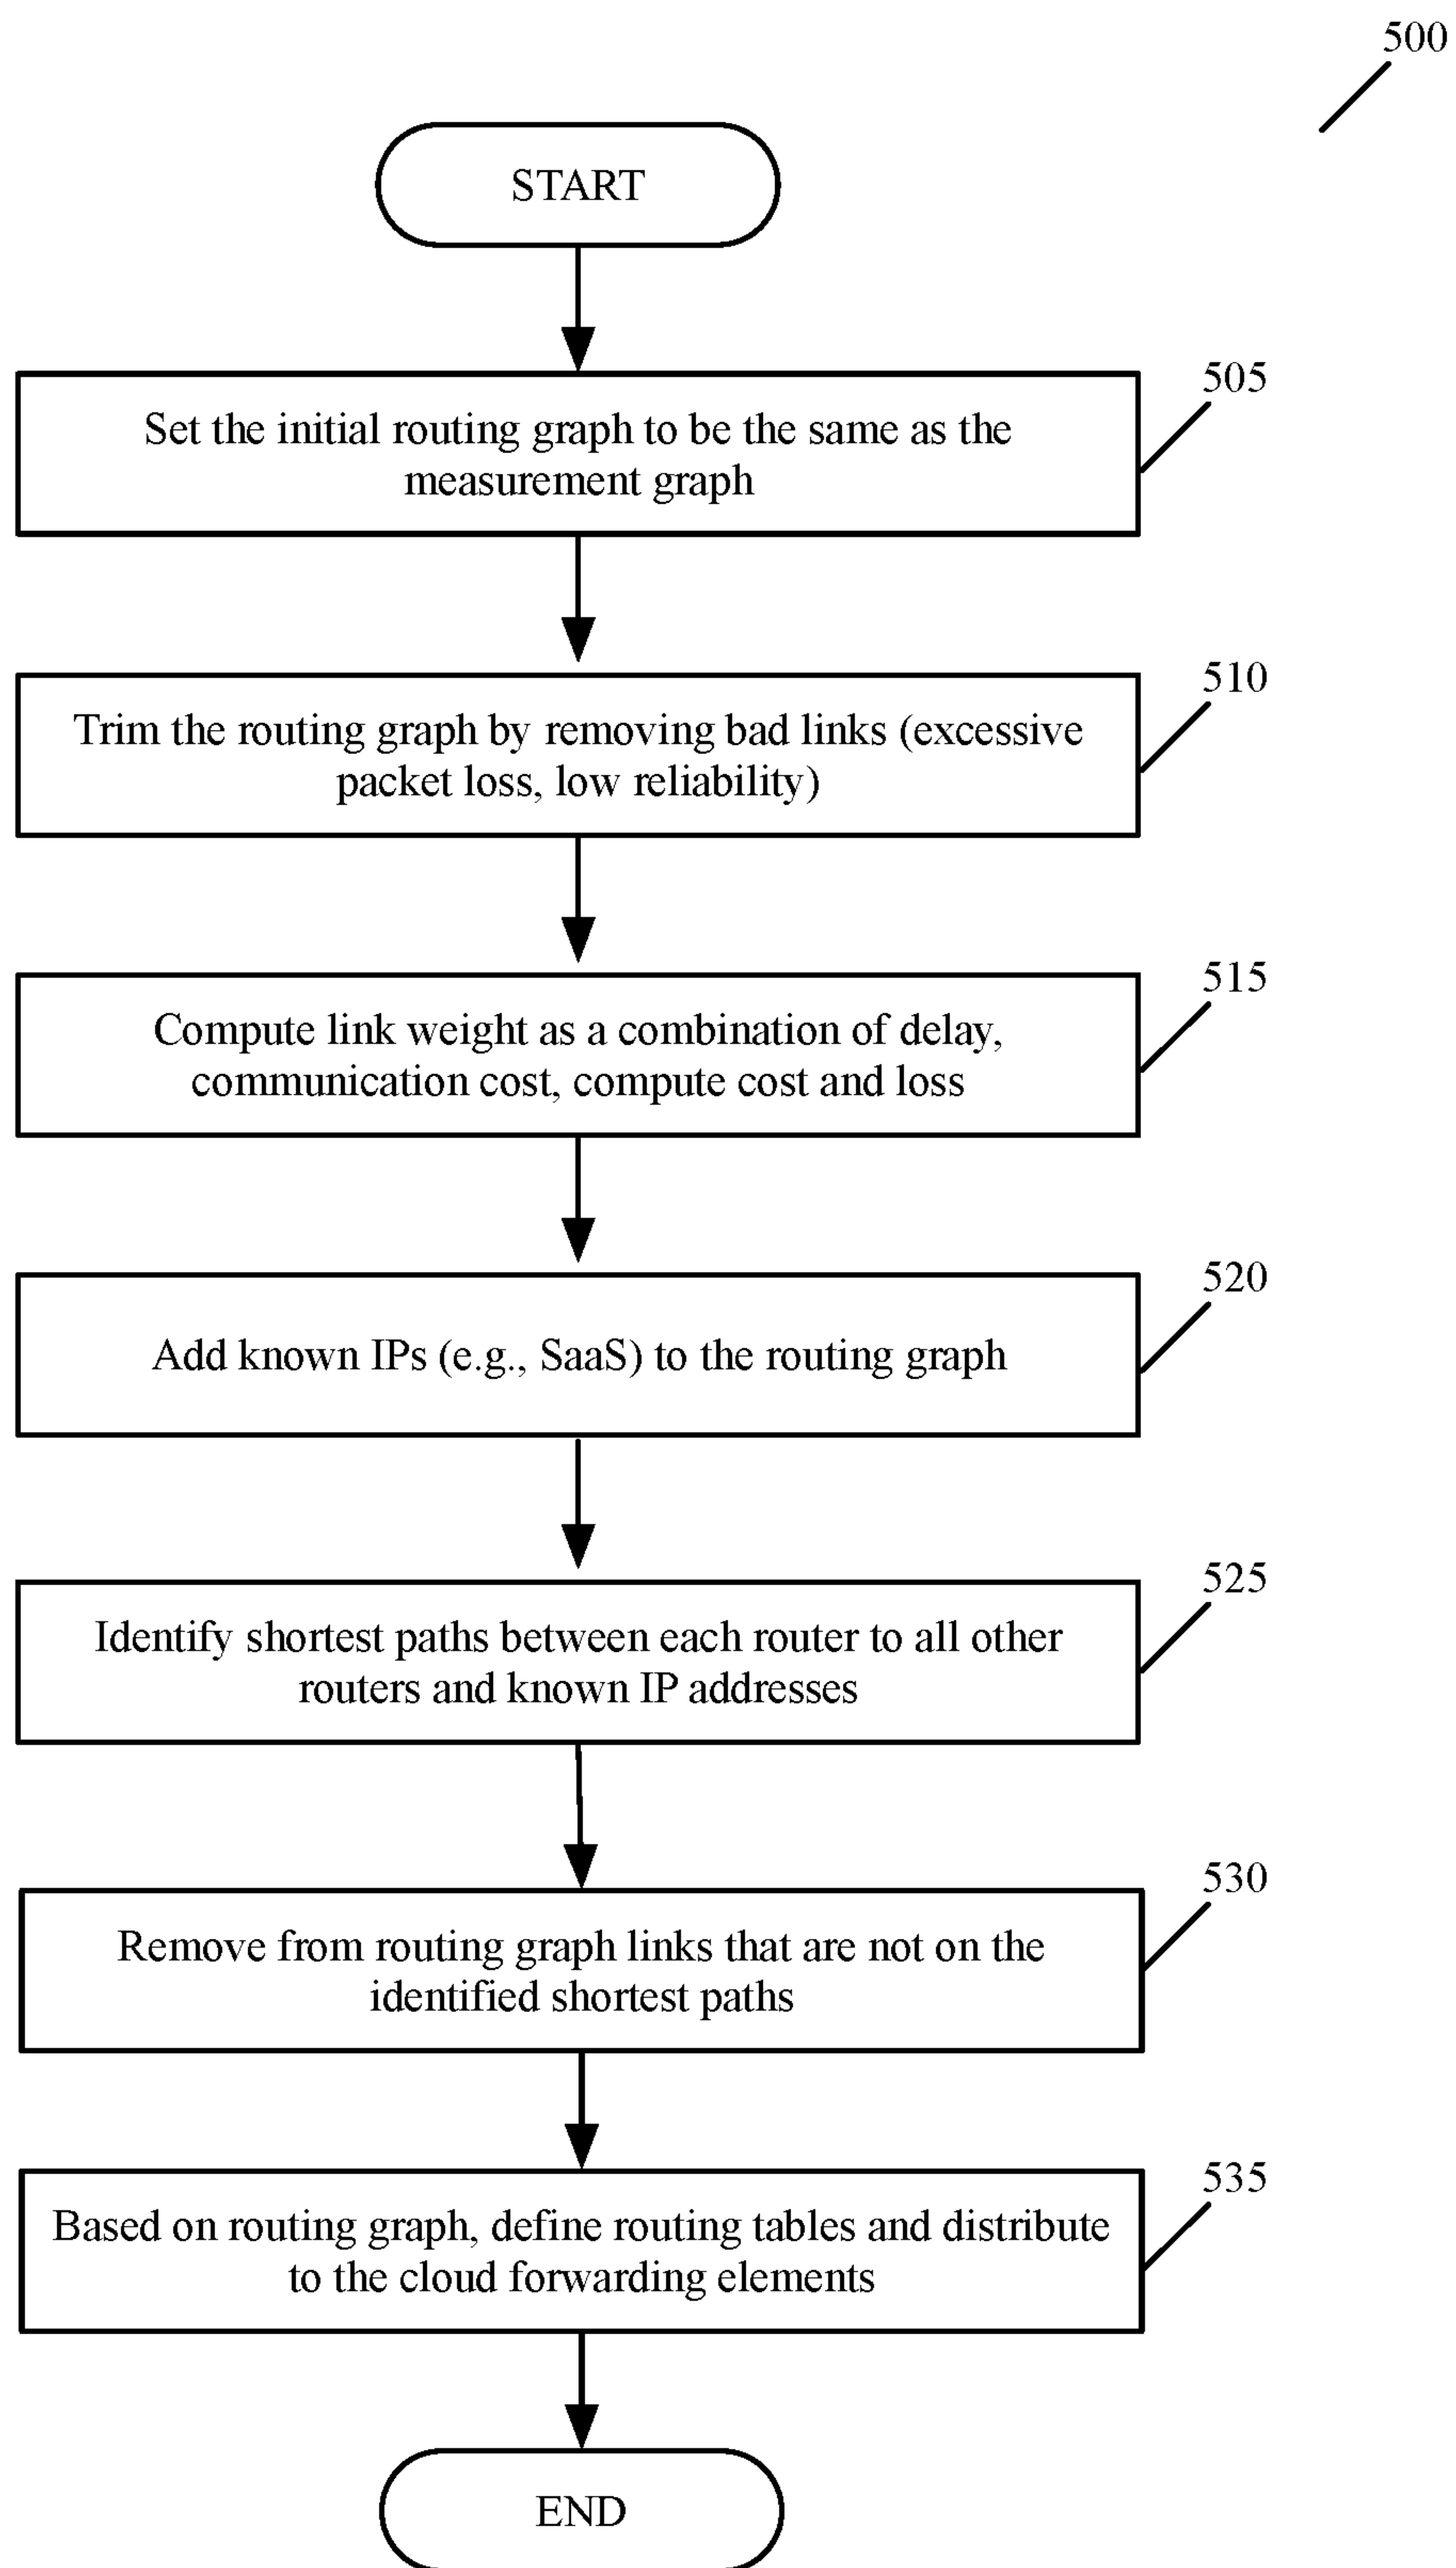 500
START
505
Set the initial routing graph to be the same as the
measurement graph
510
Trim the routing graph by removing bad links (excessive
packet loss, low reliability)
515
Compute link weight as a combination of delay,
communication cost, compute cost and loss
520
Add known IPs (e.g., SaaS) to the routing graph
525
Identify shortest paths between each router to all other
routers and known IP addresses
530
Remove from routing graph links that are not on the
identified shortest paths
535
Based on routing graph, define routing tables and distribute
to the cloud forwarding elements
END